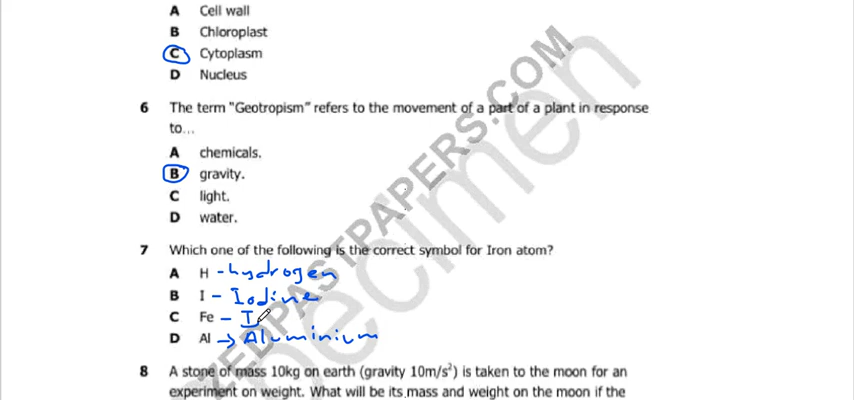 A Cell wall
B Chloroplast
C Cytoplasm
D Nucleus
6 The term "Geotropism" refers to the movement of a part of a plant in response
to...
A chemicals.
B gravity.
C light.
D water.
7 Which one of the following is the correct symbol for Iron atom?
A H - hydrogen
B I - Iodine
C Fe - I
D Al → Aluminium
8 A stone of mass 10kg on earth (gravity 10m/s²) is taken to the moon for an
experiment on weight. What will be its mass and weight on the moon if the
ZEDPASTPAPERS.COM